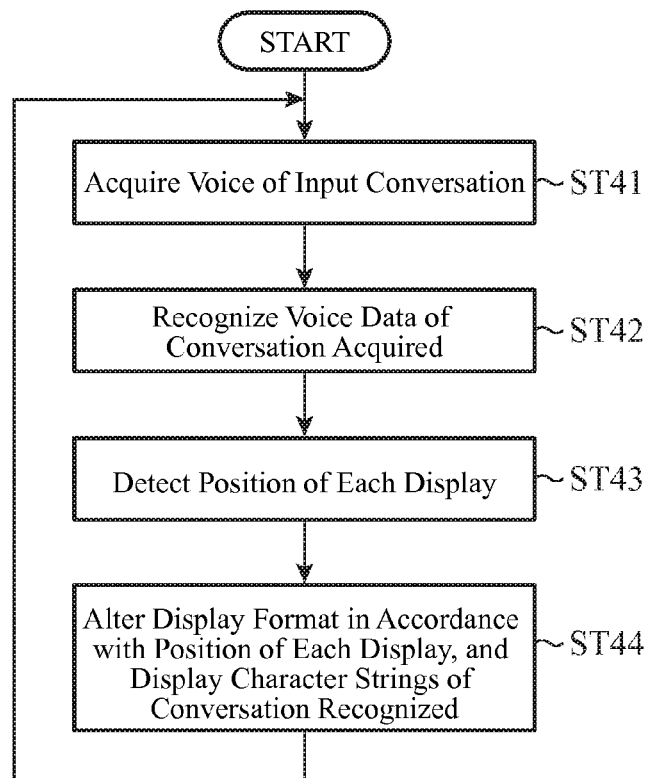 START
Acquire Voice of Input Conversation
ST41
Recognize Voice Data of
Conversation Acquired
ST42
Detect Position of Each Display
ST43
Alter Display Format in Accordance
with Position of Each Display, and
Display Character Strings of
Conversation Recognized
ST44